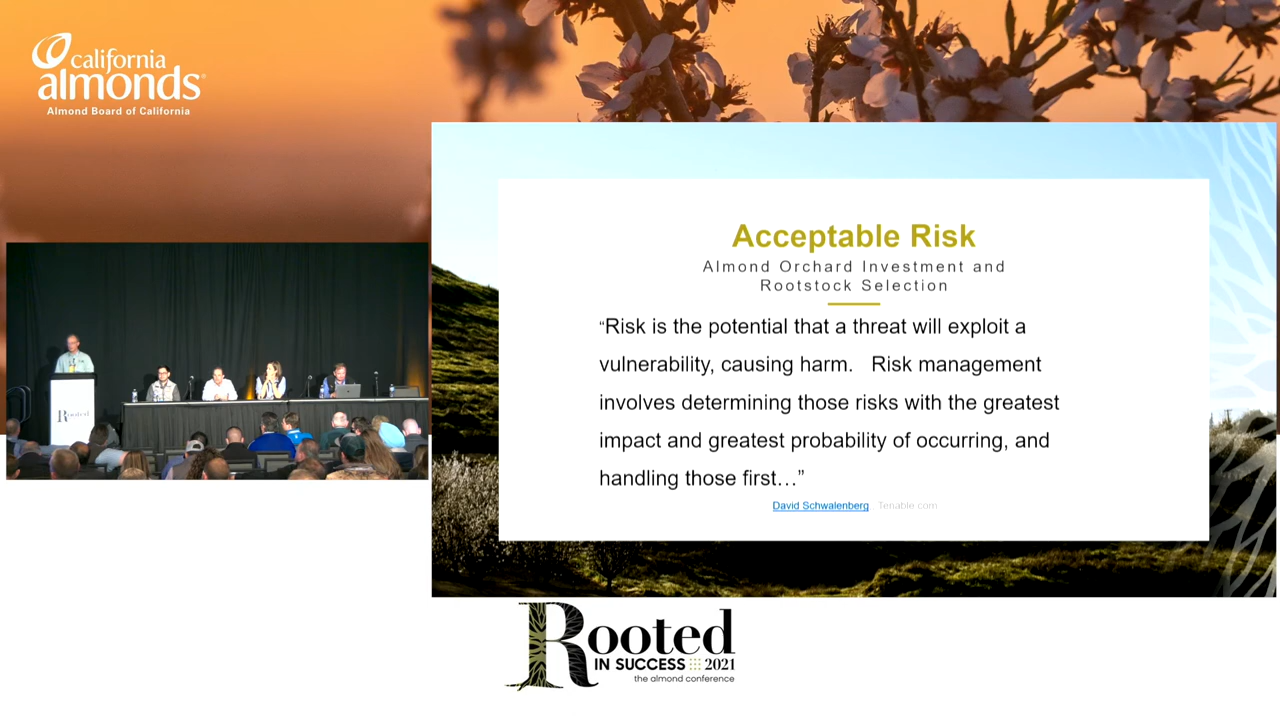 california
almonds
Almond Board of California
Acceptable Risk
Almond Orchard Investment and
Rootstock Selection
“Risk is the potential that a threat will exploit a
vulnerability, causing harm. Risk management
involves determining those risks with the greatest
impact and greatest probability of occurring, and
handling those first…”
David Schwalenberg Tenable.com
Rooted
Rooted
IN SUCCESS 2021
the almond conference